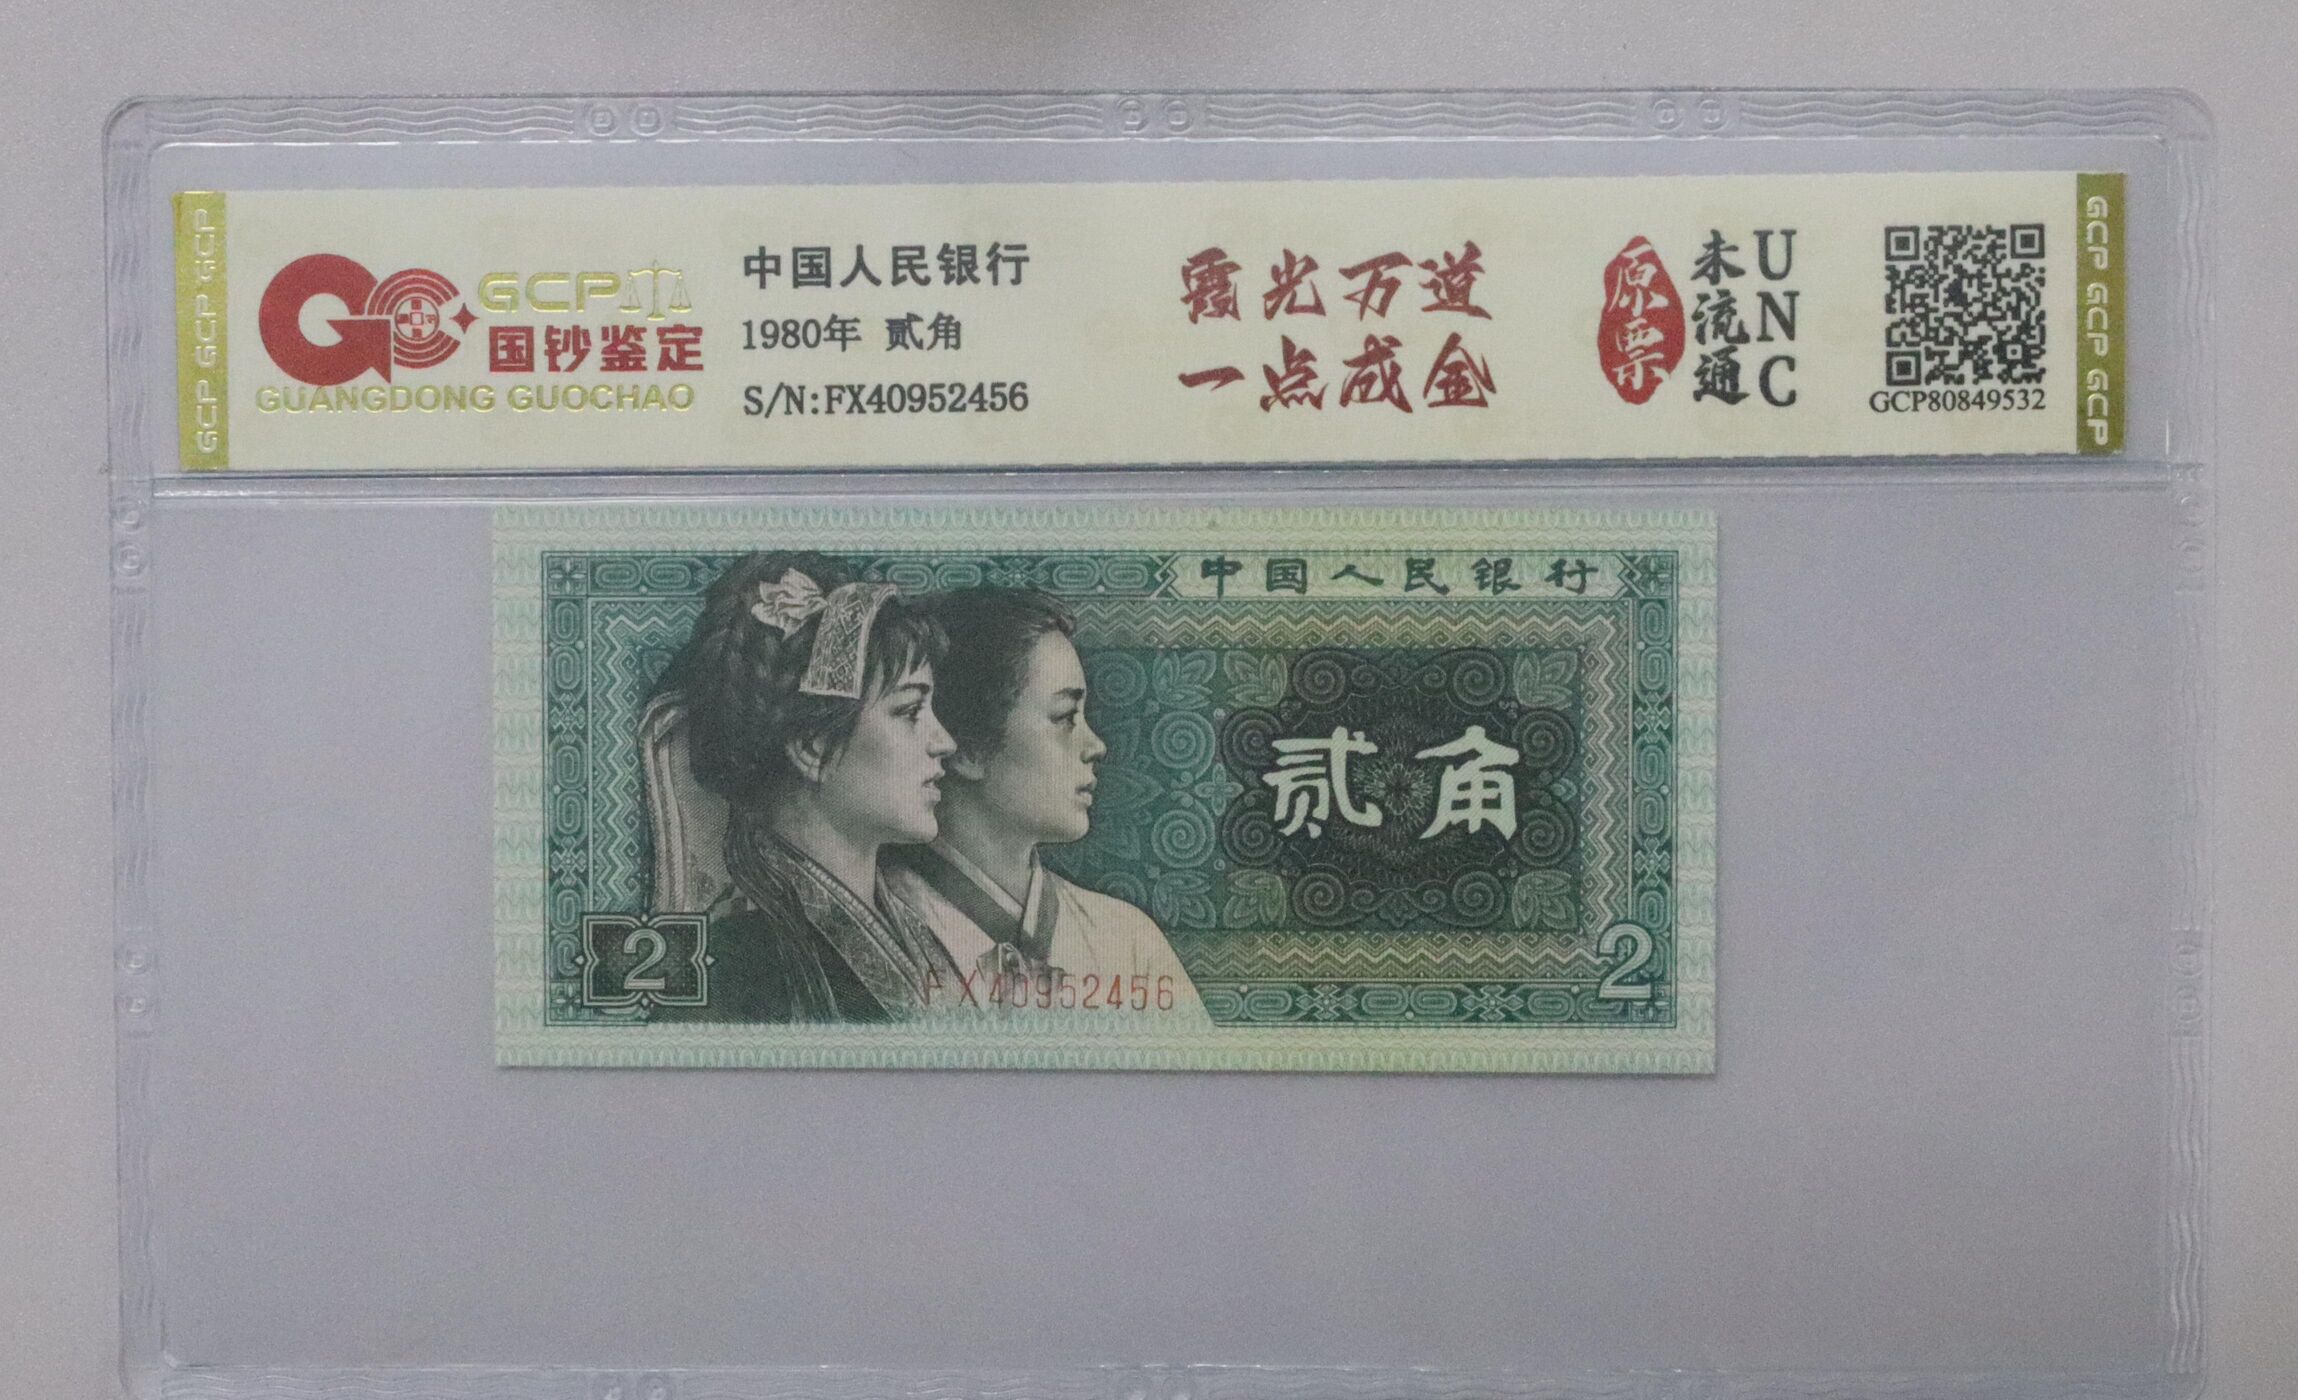 GCP
国钞鉴定
GUANGDONG GUOCHAO
中国人民银行
1980年 贰角
S/N:FX40952456
霞光万道
一点成金
原票
未流通
UNC
GCP80849532
GCP GCP GCP
GCP GCP GCP
中国人民银行
贰角
2
2
FX40952456